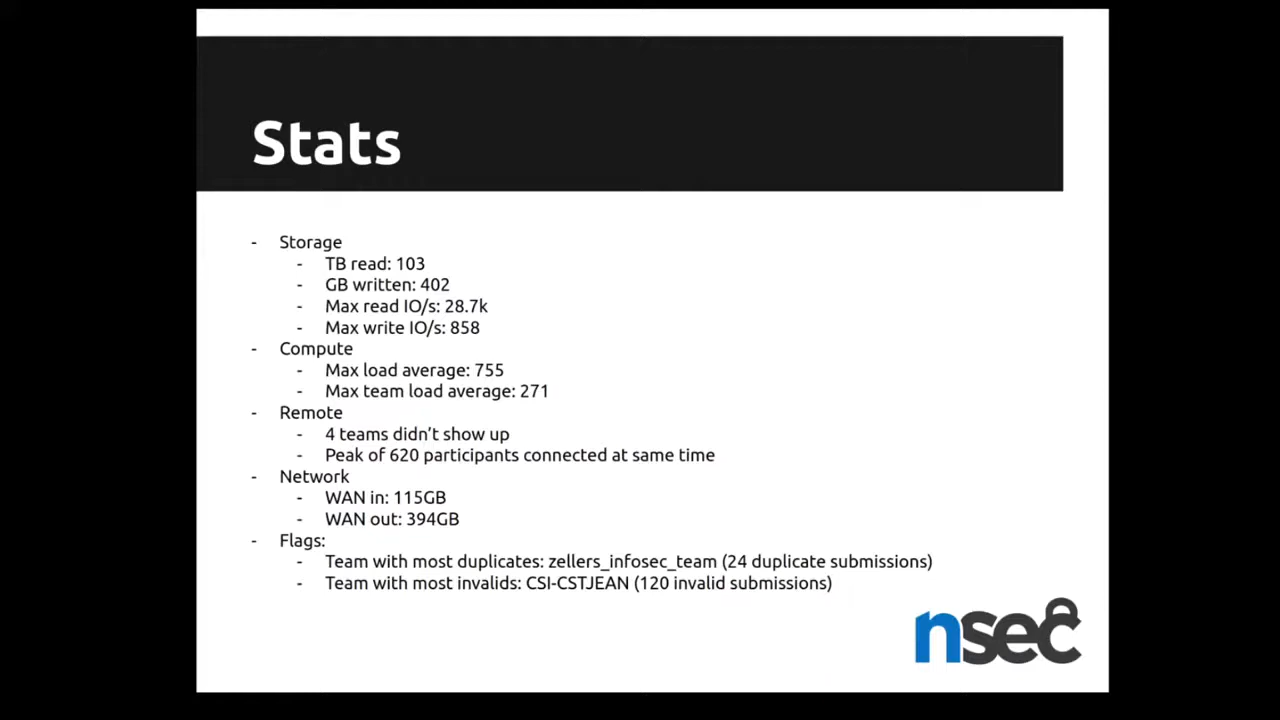 Stats
- Storage
- TB read: 103
- GB written: 402
- Max read IO/s: 28.7k
- Max write IO/s: 858
- Compute
- Max load average: 755
- Max team load average: 271
- Remote
- 4 teams didn't show up
- Peak of 620 participants connected at same time
- Network
- WAN in: 115GB
- WAN out: 394GB
- Flags:
- Team with most duplicates: zellers_infosec_team (24 duplicate submissions)
- Team with most invalids: CSI-CSTJEAN (120 invalid submissions)
nsec